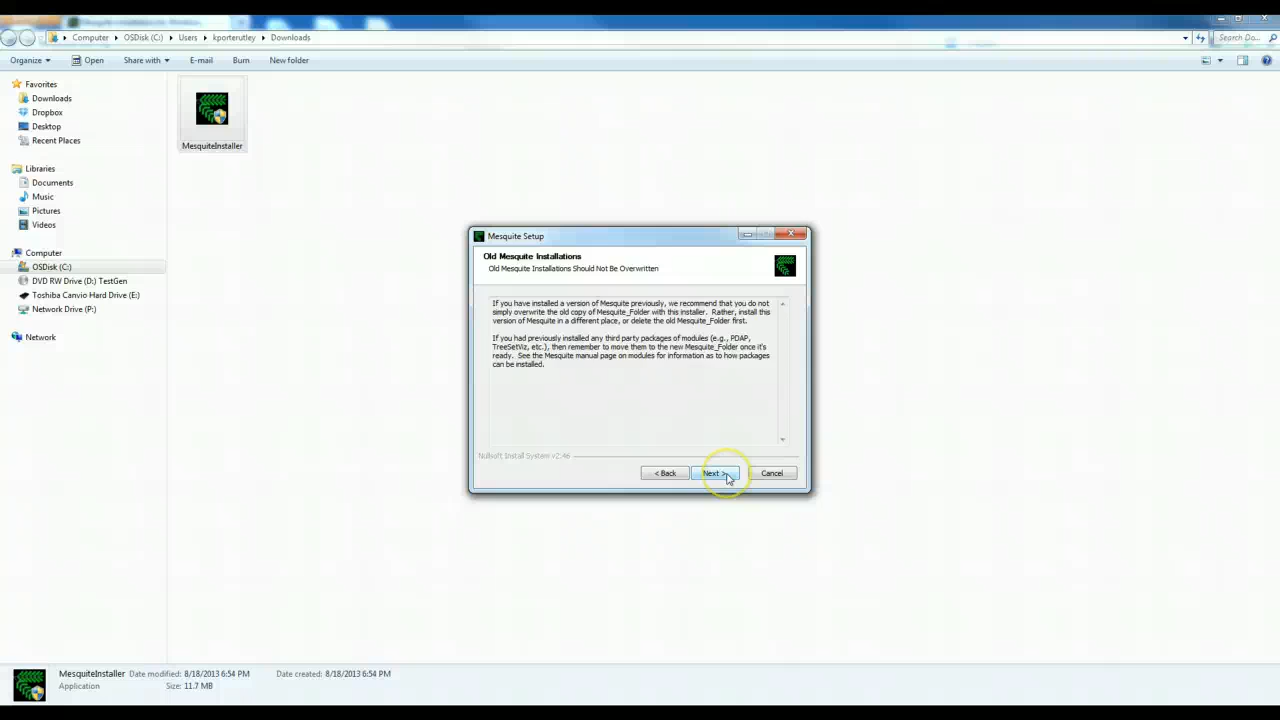 Computer OSDisk (C:) Users kporterutley Downloads
Search Do...
Organize Open Share with E-mail Burn New folder
Favorites
Downloads
Dropbox
Desktop
Recent Places
Libraries
Documents
Music
Pictures
Videos
Computer
OSDisk (C:)
DVD RW Drive (D:) TestGen
Toshiba Canvio Hard Drive (E:)
Network Drive (P:)
Network
MesquiteInstaller
Mesquite Setup
Old Mesquite Installations
Old Mesquite Installations Should Not Be Overwritten
If you have installed a version of Mesquite previously, we recommend that you do not
simply overwrite the old copy of Mesquite_Folder with this installer. Rather, install this
version of Mesquite in a different place, or delete the old Mesquite_Folder first.
If you had previously installed any third party packages of modules (e.g., PDAP,
TreeSetViz, etc.), then remember to move them to the new Mesquite_Folder once it's
ready. See the Mesquite manual page on modules for information as to how packages
can be installed.
Nullsoft Install System v2.46
< Back Next > Cancel
MesquiteInstaller Date modified: 8/18/2013 6:54 PM Date created: 8/18/2013 6:54 PM
Application Size: 11.7 MB